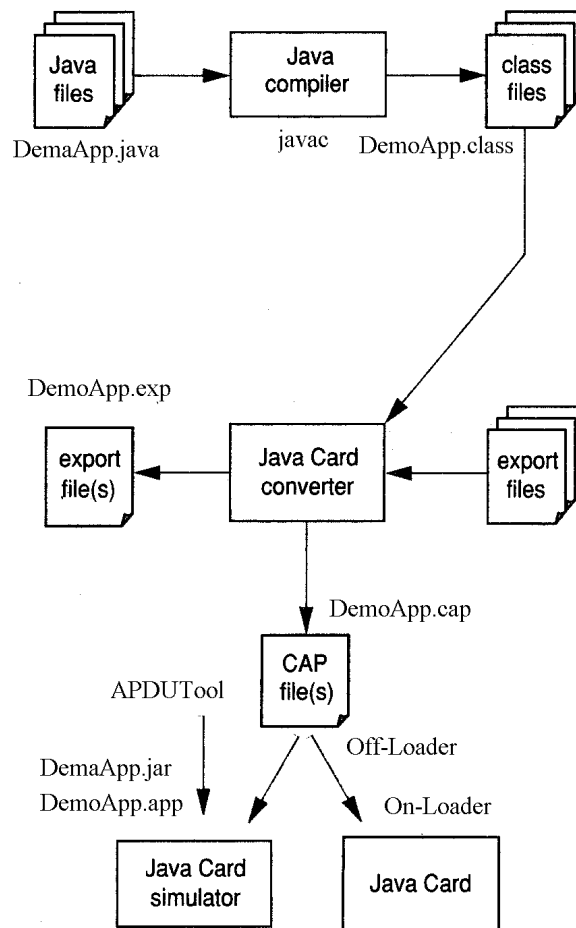 Java
files
Java
compiler
class
files
DemaApp.java
javac
DemoApp.class
DemoApp.exp
export
file(s)
Java Card
converter
export
files
DemoApp.cap
CAP
file(s)
APDUTool
Off-Loader
DemaApp.jar
DemoApp.app
On-Loader
Java Card
simulator
Java Card